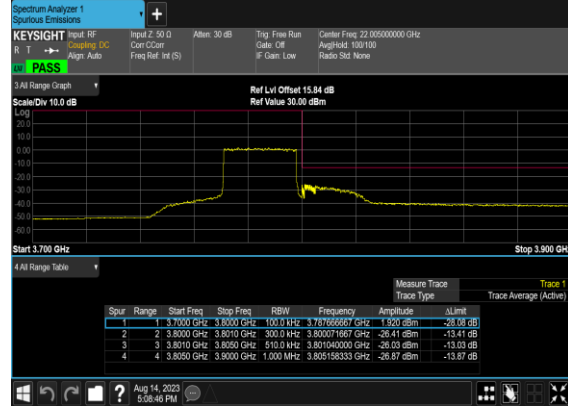 Spectrum Analyzer 1
Spurious Emissions
+
KEYSIGHT Input: RF Input Z: 50 Ω Atten: 30 dB Trig: Free Run Center Freq: 22.005000000 GHz
R T Coupling: DC Corr CCorr Gate: Off Avg|Hold: 100/100
Align: Auto Freq Ref: Int (S) IF Gain: Low Radio Std: None
PASS
3 All Range Graph Ref Lvl Offset 15.84 dB
Scale/Div 10.0 dB Ref Value 30.00 dBm
Log
20.0
10.0
0.00
-10.0
-20.0
-30.0
-40.0
-50.0
-60.0
Start 3.700 GHz Stop 3.900 GH
4 All Range Table
Measure Trace Trace 1
Trace Type Trace Average (Active)
Spur Range Start Freq Stop Freq RBW Frequency Amplitude ΔLimit
1 1 3.7000 GHz 3.8000 GHz 100.0 kHz 3.787666667 GHz 1.920 dBm -28.08 dB
2 2 3.8000 GHz 3.8010 GHz 300.0 kHz 3.800071667 GHz -26.41 dBm -13.41 dB
3 3 3.8010 GHz 3.8050 GHz 510.0 kHz 3.801040000 GHz -26.03 dBm -13.03 dB
4 4 3.8050 GHz 3.9000 GHz 1.000 MHz 3.805158333 GHz -26.87 dBm -13.87 dB
? Aug 14, 2023
5:08:46 PM